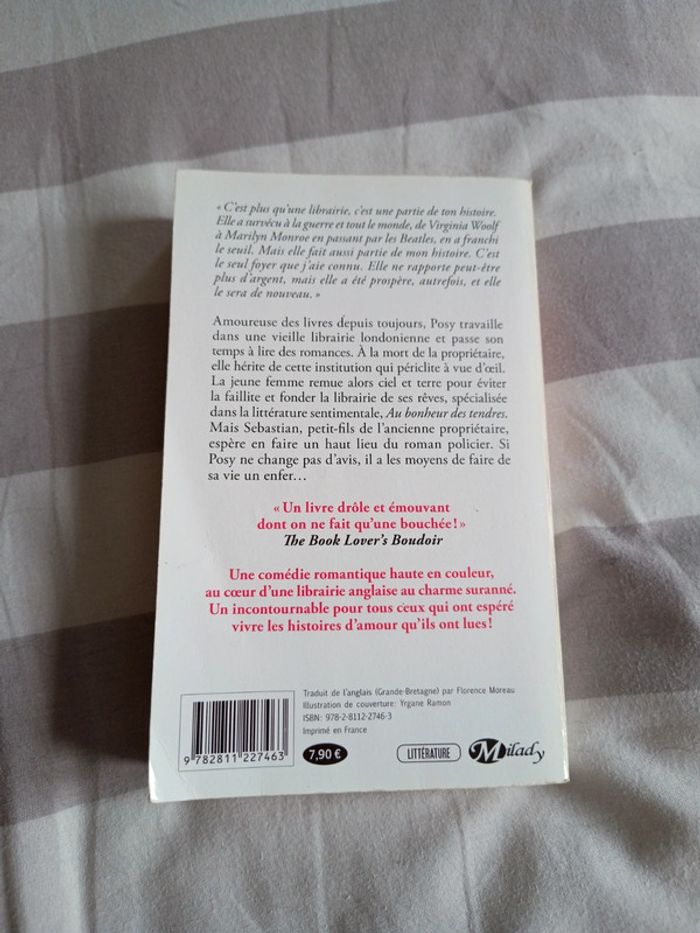 « C'est plus qu'une librairie, c'est une partie de ton histoire.
Elle a survécu à la guerre et tout le monde, de Virginia Woolf
à Marilyn Monroe en passant par les Beatles, en a franchi
le seuil. Mais elle fait aussi partie de mon histoire. C'est
le seul foyer que j'aie connu. Elle ne rapporte peut-être
plus d'argent, mais elle a été prospère, autrefois, et elle
le sera de nouveau. »
Amoureuse des livres depuis toujours, Posy travaille
dans une vieille librairie londonienne et passe son
temps à lire des romances. À la mort de la propriétaire,
elle hérite de cette institution qui périclite à vue d'œil.
La jeune femme remue alors ciel et terre pour éviter
la faillite et fonder la librairie de ses rêves, spécialisée
dans la littérature sentimentale, Au bonheur des tendres.
Mais Sebastian, petit-fils de l'ancienne propriétaire,
espère en faire un haut lieu du roman policier. Si
Posy ne change pas d'avis, il a les moyens de faire de
sa vie un enfer…
« Un livre drôle et émouvant
dont on ne fait qu'une bouchée ! »
The Book Lover's Boudoir
Une comédie romantique haute en couleur,
au cœur d'une librairie anglaise au charme suranné.
Un incontournable pour tous ceux qui ont espéré
vivre les histoires d'amour qu'ils ont lues !
Traduit de l'anglais (Grande-Bretagne) par Florence Moreau
Illustration de couverture: Yrgane Ramon
ISBN: 978-2-8112-2746-3
Imprimé en France
9 782811 227463
7,90 €
LITTÉRATURE
Milady